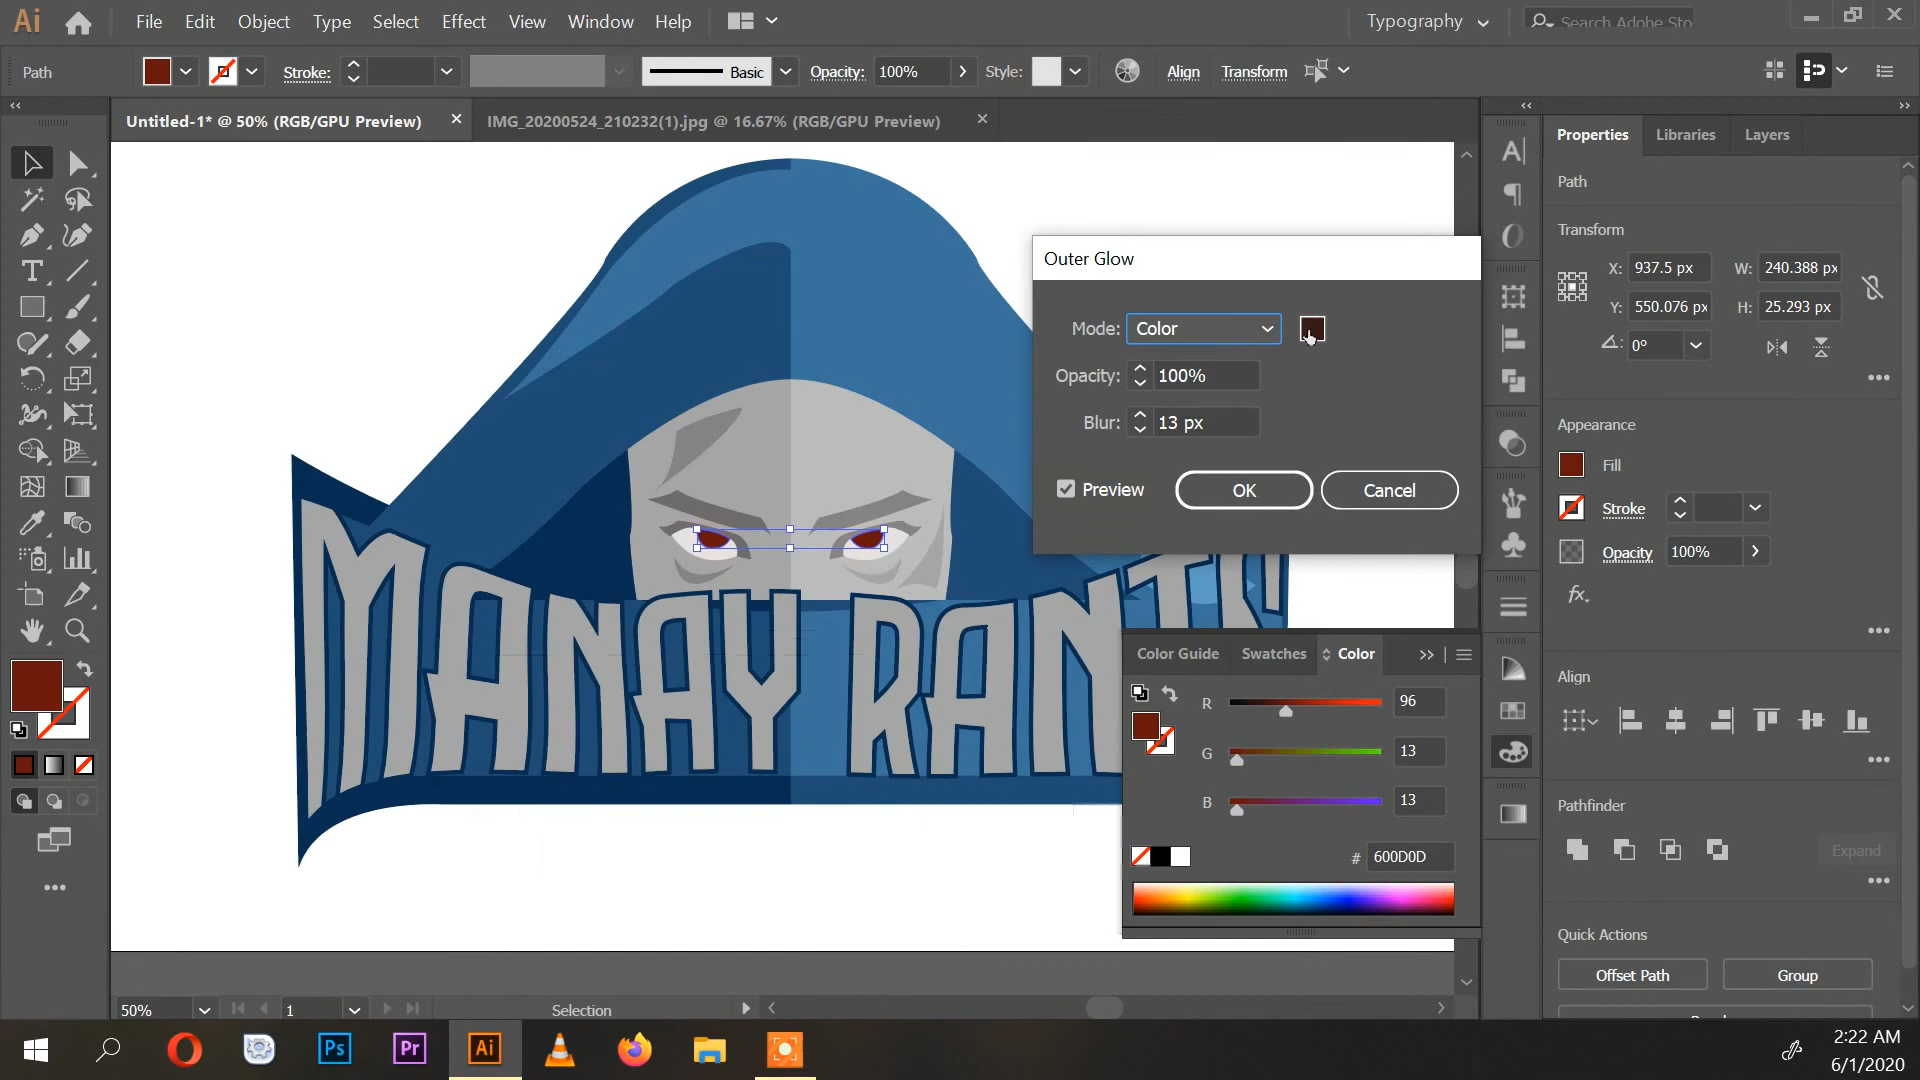 Ai File Edit Object Type Select Effect View Window Help Typography Search Adobe Sto
Path Stroke: Basic Opacity: 100% Style: Align Transform
Untitled-1* @ 50% (RGB/GPU Preview) IMG_20200524_210232(1).jpg @ 16.67% (RGB/GPU Preview)
Properties Libraries Layers
Path
Transform
X: 937.5 px W: 240.388 px
Y: 550.076 px H: 25.293 px
0°
Appearance
Fill
Stroke
Opacity 100%
fx.
Align
Pathfinder
Expand
Quick Actions
Offset Path Group
Outer Glow
Mode: Color
Opacity: 100%
Blur: 13 px
Preview OK Cancel
MANAY
Color Guide Swatches Color
R 96
G 13
B 13
# 600D0D
50% 1 Selection
Ps Pr Ai
2:22 AM
6/1/2020